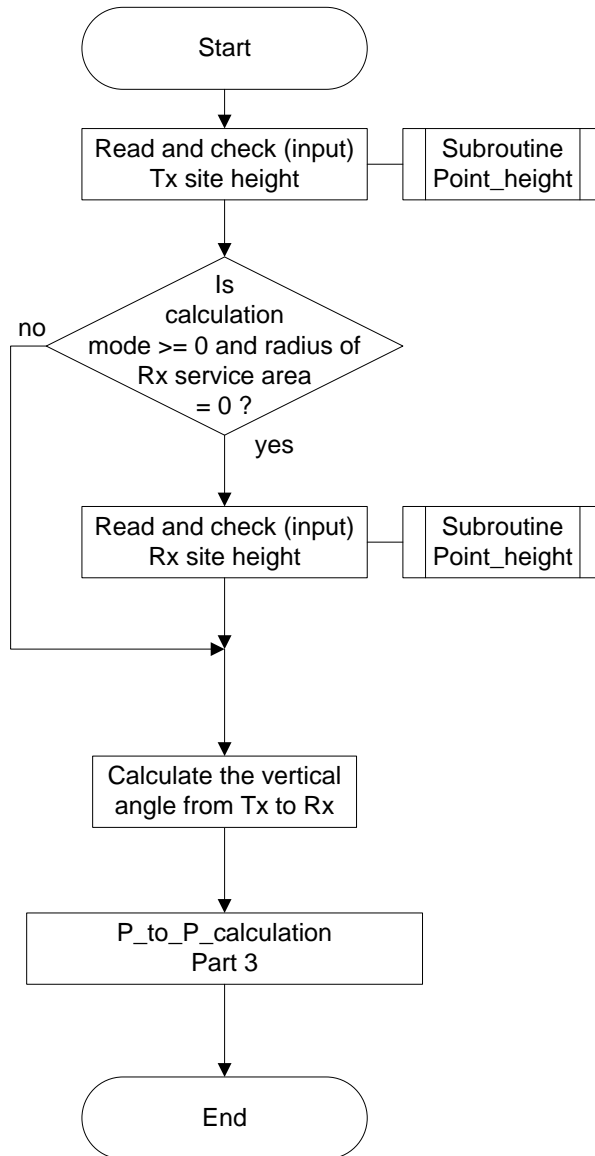 Start
Read and check (input)
Tx site height
Subroutine
Point_height
Is
calculation
mode >= 0 and radius of
Rx service area
= 0 ?
no
yes
Read and check (input)
Rx site height
Subroutine
Point_height
Calculate the vertical
angle from Tx to Rx
P_to_P_calculation
Part 3
End